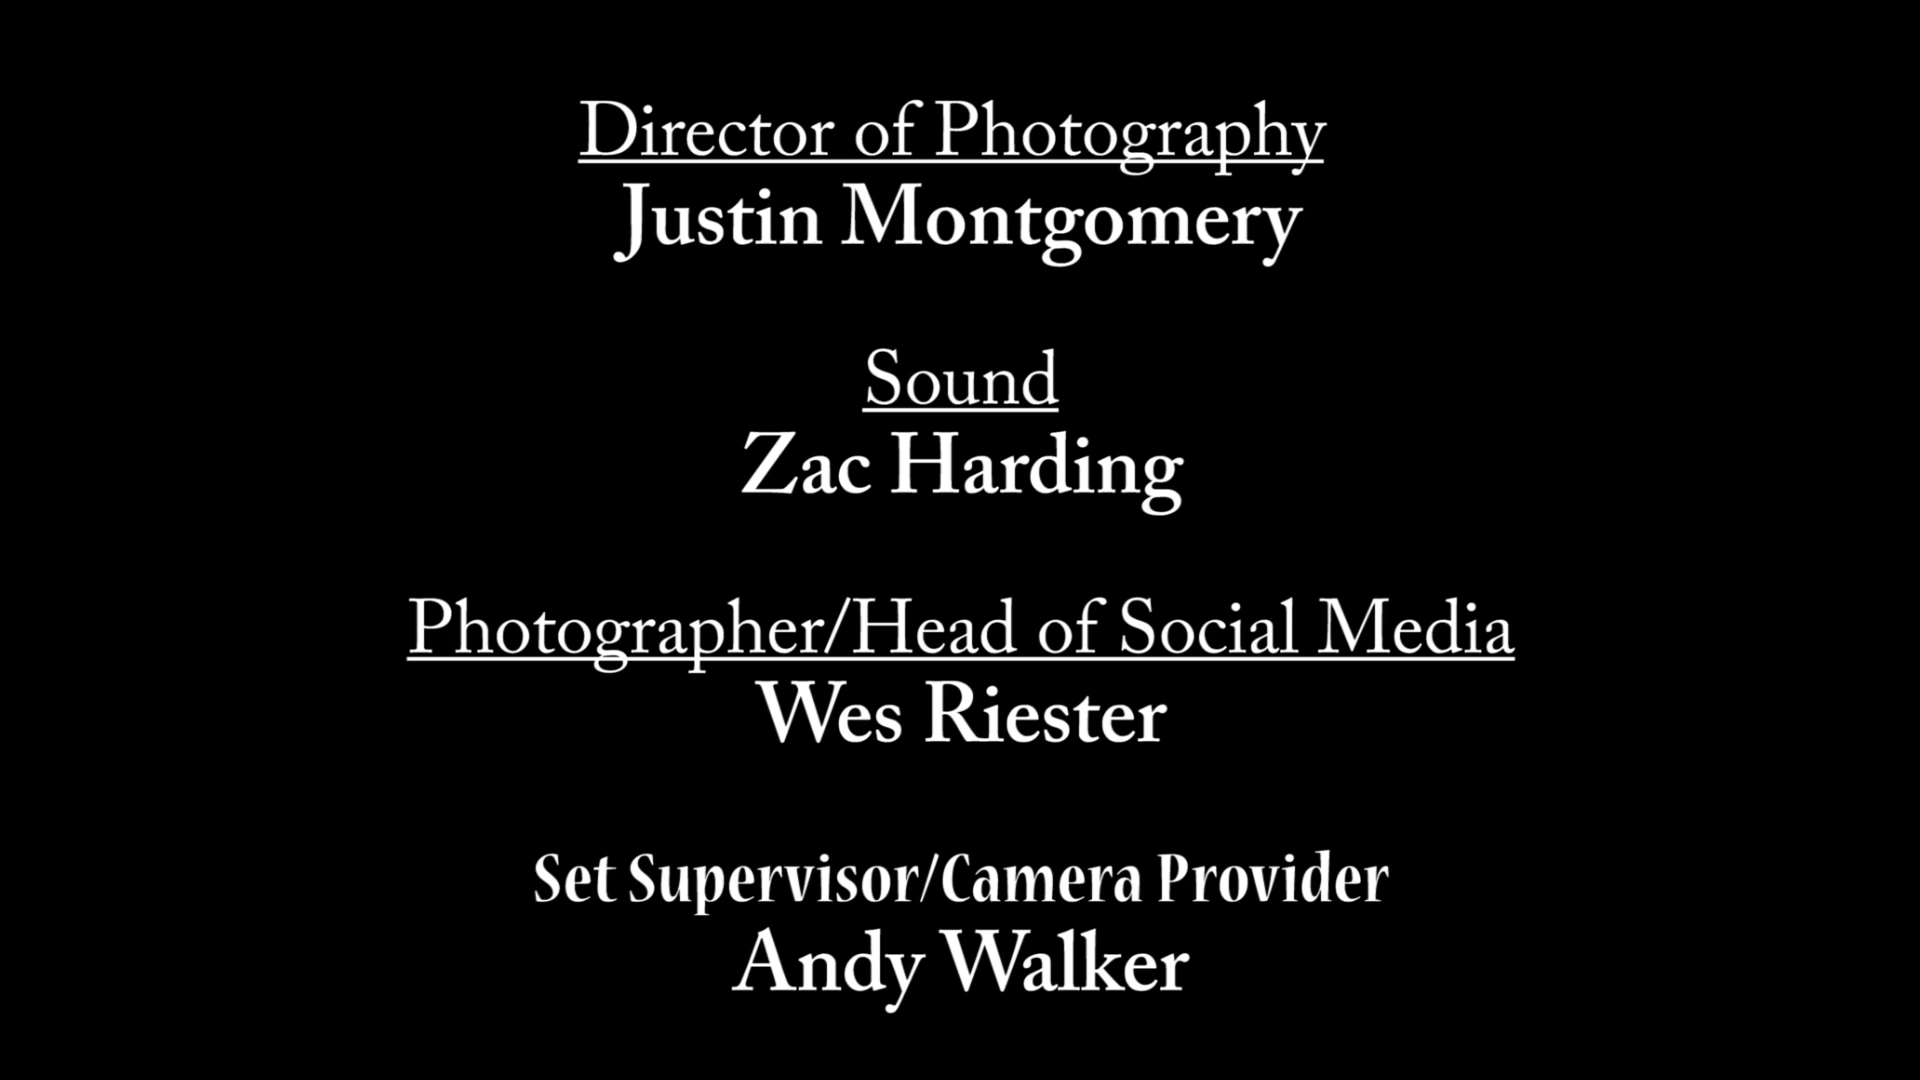 Director of Photography
Justin Montgomery
Sound
Zac Harding
Photographer/Head of Social Media
Wes Riester
Set Supervisor/Camera Provider
Andy Walker